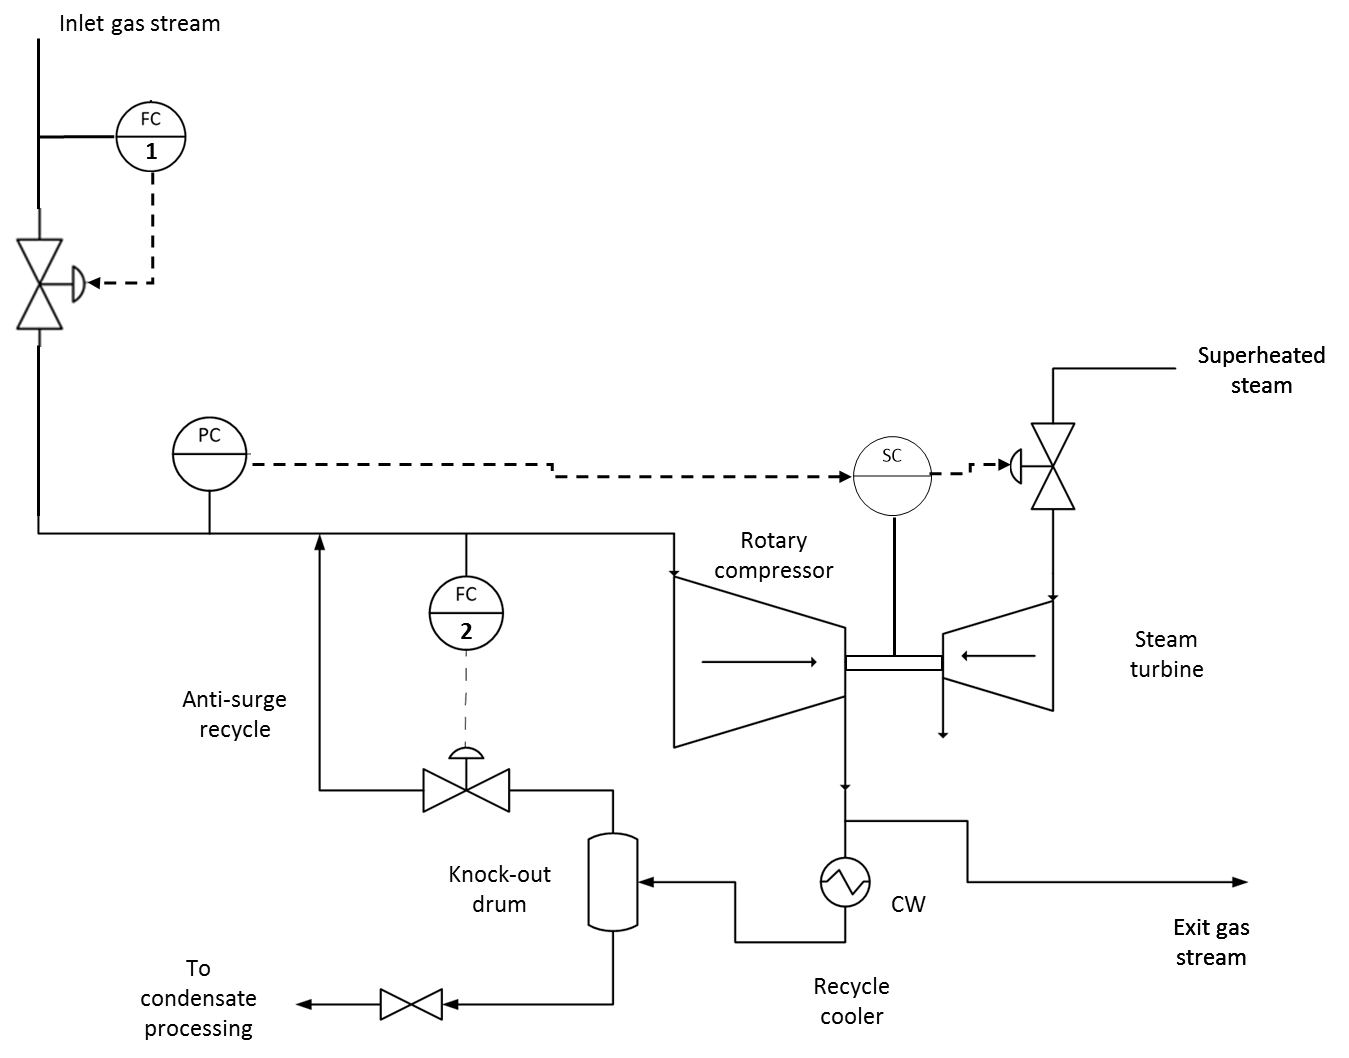 Inlet gas stream
FC
1
Superheated
steam
PC
SC
Rotary
compressor
FC
2
Steam
turbine
Anti-surge
recycle
Knock-out
drum
CW
Exit gas
stream
To
condensate
processing
Recycle
cooler